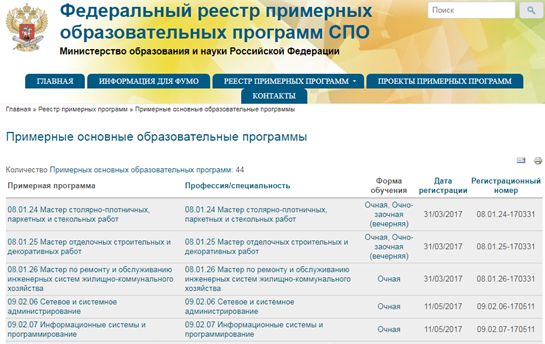 Федеральный реестр примерных
образовательных программ СПО
Министерство образования и науки Российской Федерации
Поиск
ГЛАВНАЯ
ИНФОРМАЦИЯ ДЛЯ ФУМО
РЕЕСТР ПРИМЕРНЫХ ПРОГРАММ
ПРОЕКТЫ ПРИМЕРНЫХ ПРОГРАММ
КОНТАКТЫ
Главная » Реестр примерных программ » Примерные основные образовательные программы
Примерные основные образовательные программы
Количество Примерных основных образовательных программ: 44
Примерная программа
Профессия/специальность
Форма
обучения
Дата
регистрации
Регистрационный
номер
08.01.24 Мастер столярно-плотничных,
паркетных и стекольных работ
08.01.24 Мастер столярно-плотничных,
паркетных и стекольных работ
Очная, Очно-
заочная
(вечерняя)
31/03/2017
08.01.24-170331
08.01.25 Мастер отделочных строительных и
декоративных работ
08.01.25 Мастер отделочных строительных и
декоративных работ
Очная, Очно-
заочная
(вечерняя)
31/03/2017
08.01.25-170331
08.01.26 Мастер по ремонту и обслуживанию
инженерных систем жилищно-коммунального
хозяйства
08.01.26 Мастер по ремонту и обслуживанию
инженерных систем жилищно-коммунального
хозяйства
Очная
31/03/2017
08.01.26-170331
09.02.06 Сетевое и системное
администрирование
09.02.06 Сетевое и системное
администрирование
Очная
11/05/2017
09.02.06-170511
09.02.07 Информационные системы и
программирование
09.02.07 Информационные системы и
программирование
Очная
11/05/2017
09.02.07-170511